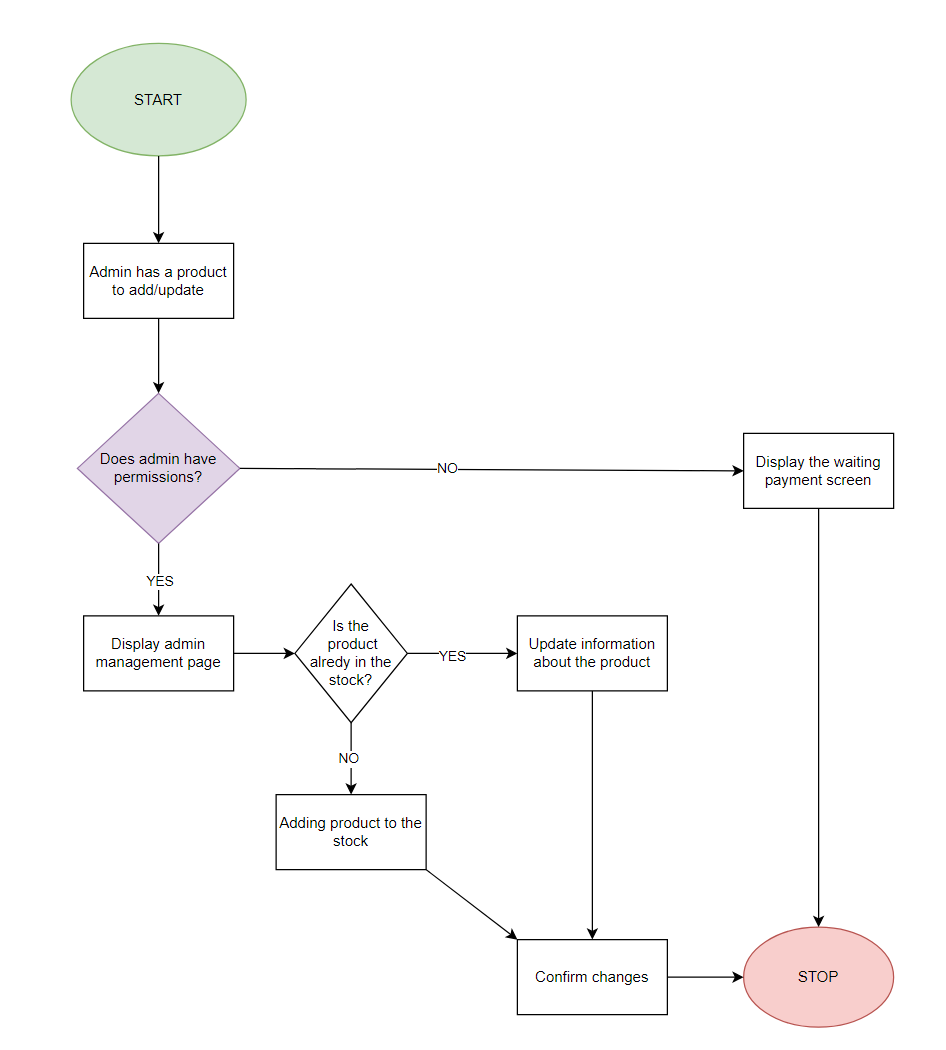 START
Admin has a product
to add/update
Does admin have
permissions?
NO
Display the waiting
payment screen
YES
Display admin
management page
Is the
product
alredy in the
stock?
YES
Update information
about the product
NO
Adding product to the
stock
Confirm changes
STOP